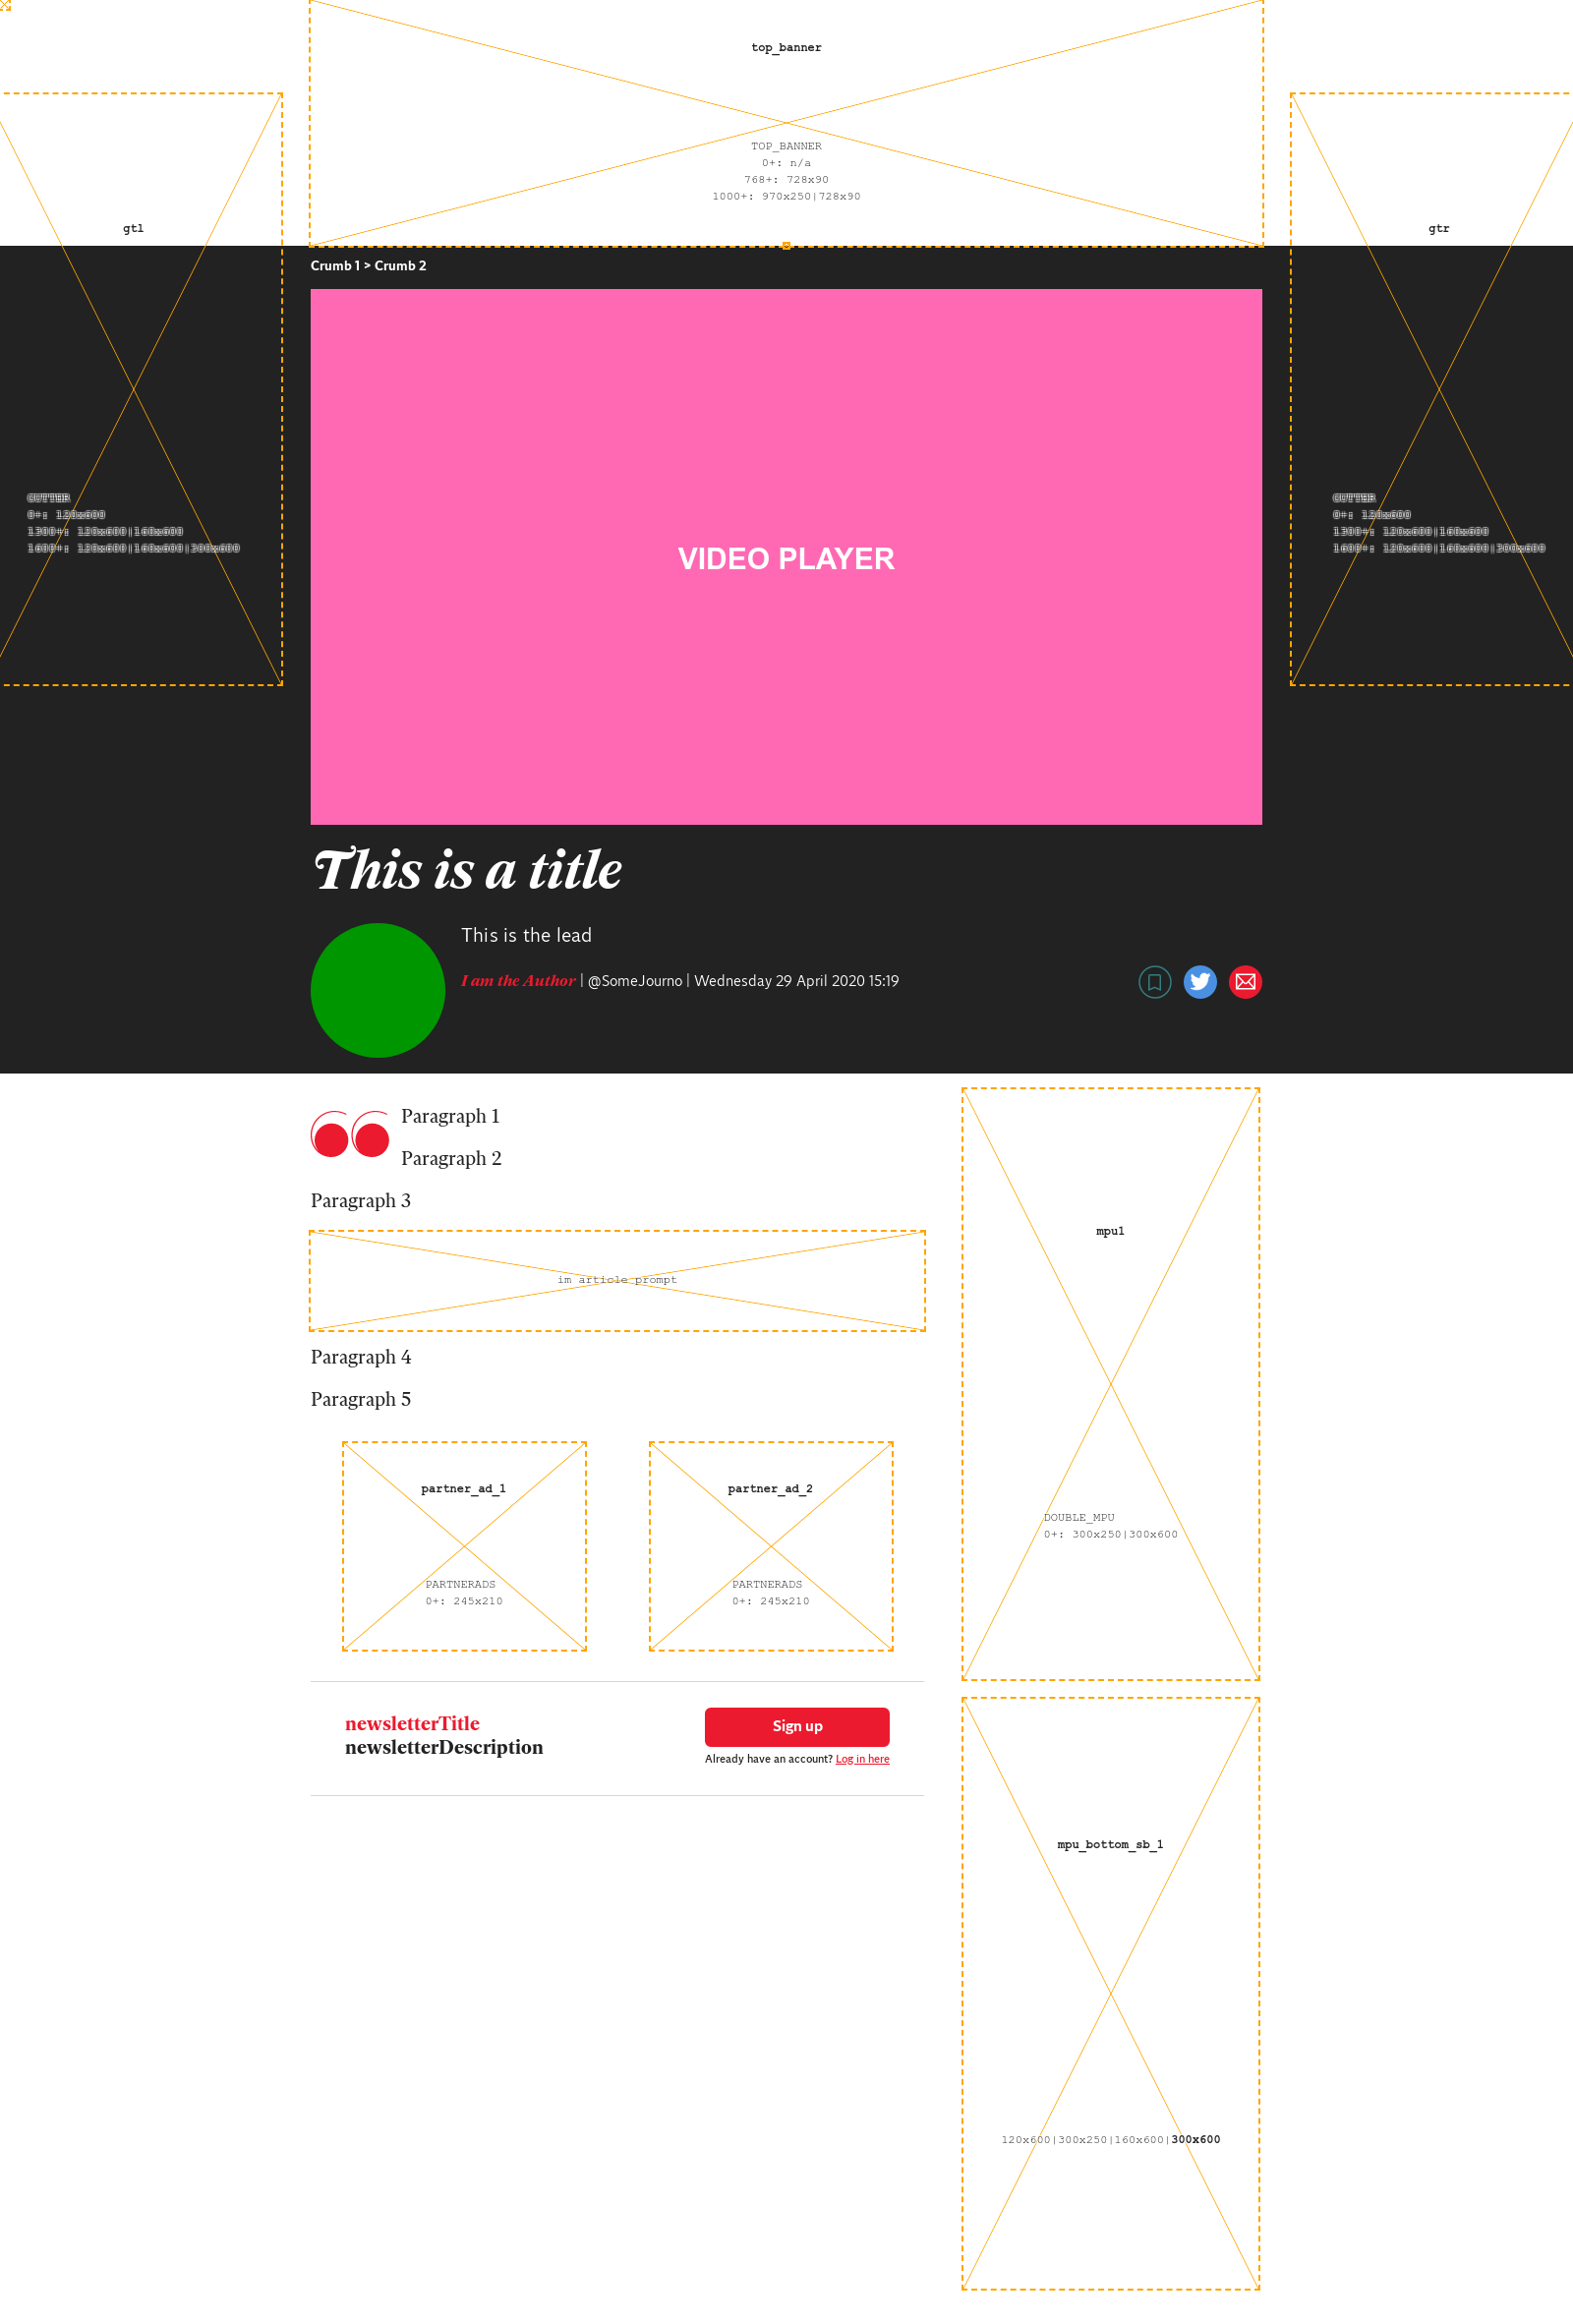 top_banner
TOP_BANNER
0+: n/a
768+: 728x90
1000+: 970x250|728x90
gtl
GUTTER
0+: 120x600
1300+: 120x600|160x600
1600+: 120x600|160x600|300x600
gtr
GUTTER
0+: 120x600
1300+: 120x600|160x600
1600+: 120x600|160x600|300x600
Crumb 1 > Crumb 2
VIDEO PLAYER
This is a title
This is the lead
I am the Author | @SomeJourno | Wednesday 29 April 2020 15:19
Paragraph 1
Paragraph 2
Paragraph 3
im article prompt
Paragraph 4
Paragraph 5
partner_ad_1
PARTNERADS
0+: 245x210
partner_ad_2
PARTNERADS
0+: 245x210
newsletterTitle
newsletterDescription
Sign up
Already have an account? Log in here
mpu1
DOUBLE_MPU
0+: 300x250|300x600
mpu_bottom_sb_1
120x600|300x250|160x600|300x600